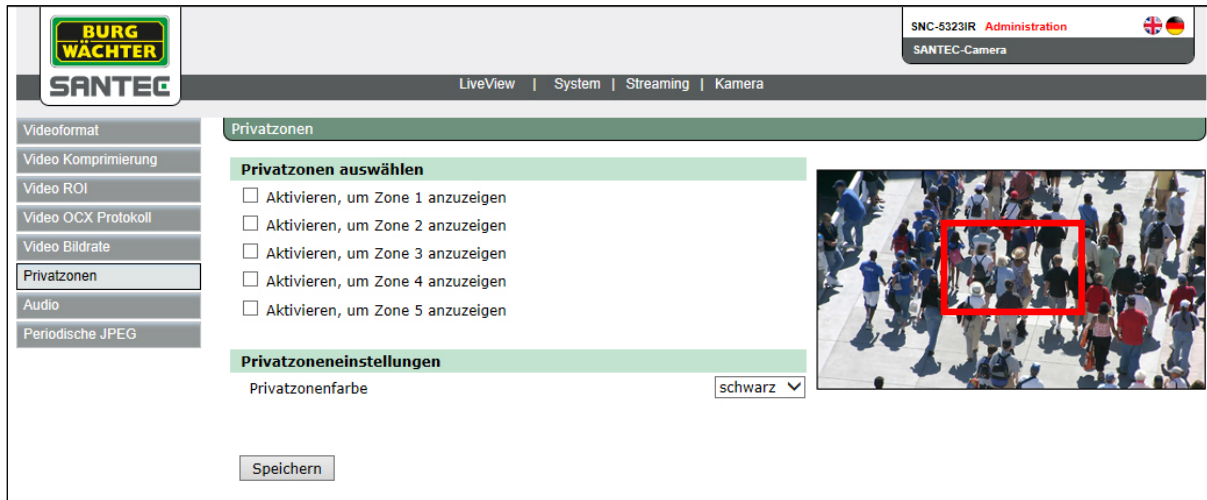 BURG
WÄCHTER
SANTEC
SNC-5323IR Administration
SANTEC-Camera
LiveView | System | Streaming | Kamera
Videoformat
Video Komprimierung
Video ROI
Video OCX Protokoll
Video Bildrate
Privatzonen
Audio
Periodische JPEG
Privatzonen
Privatzonen auswählen
Aktivieren, um Zone 1 anzuzeigen
Aktivieren, um Zone 2 anzuzeigen
Aktivieren, um Zone 3 anzuzeigen
Aktivieren, um Zone 4 anzuzeigen
Aktivieren, um Zone 5 anzuzeigen
Privatzoneneinstellungen
Privatzonenfarbe schwarz
Speichern